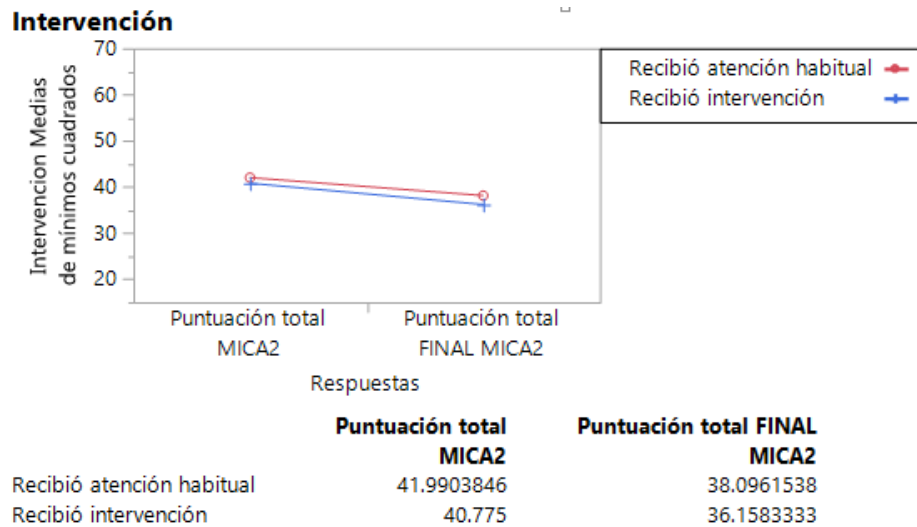 Intervención
70
60
50
40
30
20
Intervencion Medias
de mínimos cuadrados
Puntuación total
MICA2
Puntuación total
FINAL MICA2
Respuestas
Recibió atención habitual
Recibió intervención
Puntuación total
MICA2
Puntuación total FINAL
MICA2
Recibió atención habitual 41.9903846 38.0961538
Recibió intervención 40.775 36.1583333